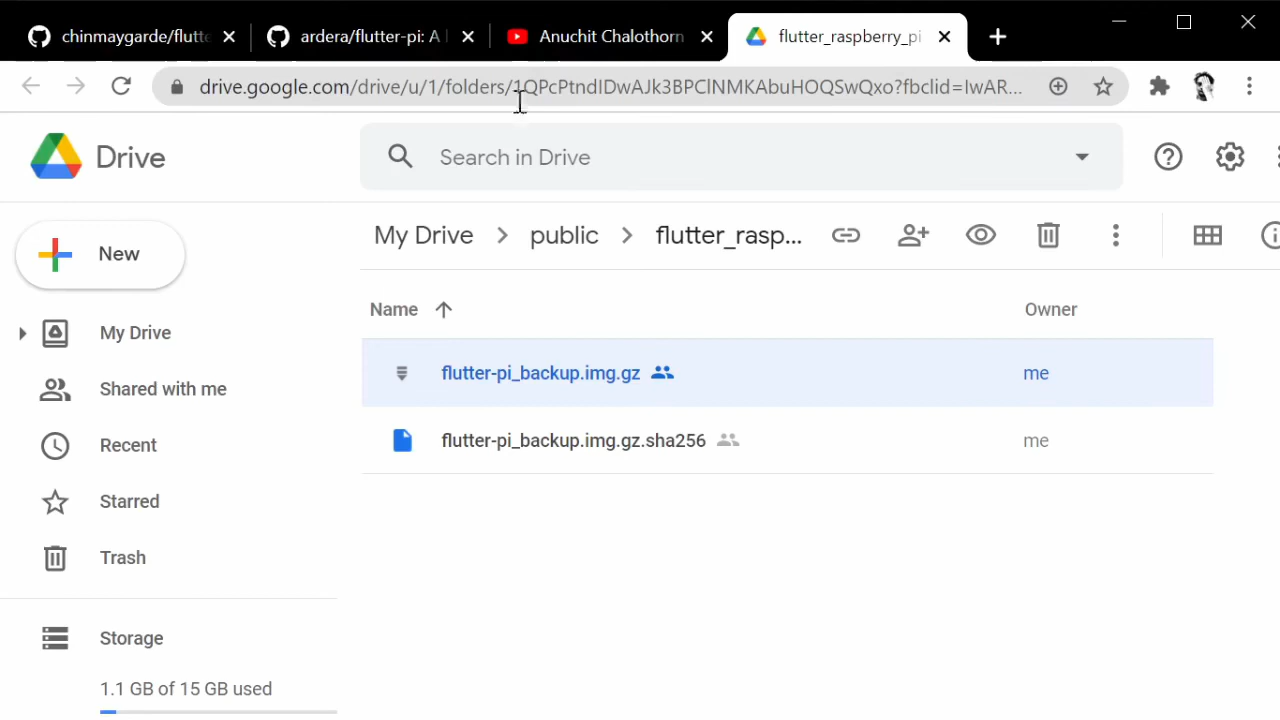 chinmaygarde/flutte
ardera/flutter-pi: A l
Anuchit Chalothorn
flutter_raspberry_pi
drive.google.com/drive/u/1/folders/1QPcPtndIDwAJk3BPClNMKAbuHOQSwQxo?fbclid=IwAR...
Drive
Search in Drive
New
My Drive
public
flutter_rasp...
Name
Owner
My Drive
flutter-pi_backup.img.gz
me
Shared with me
flutter-pi_backup.img.gz.sha256
me
Recent
Starred
Trash
Storage
1.1 GB of 15 GB used